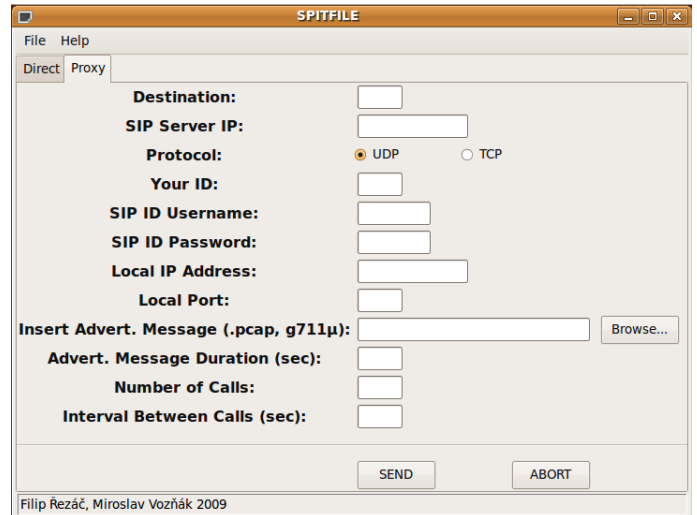 SPITFILE
File Help
Direct Proxy
Destination:
SIP Server IP:
Protocol: UDP TCP
Your ID:
SIP ID Username:
SIP ID Password:
Local IP Address:
Local Port:
Insert Advert. Message (.pcap, g711µ): Browse...
Advert. Message Duration (sec):
Number of Calls:
Interval Between Calls (sec):
SEND ABORT
Filip Řezáč, Miroslav Vozňák 2009